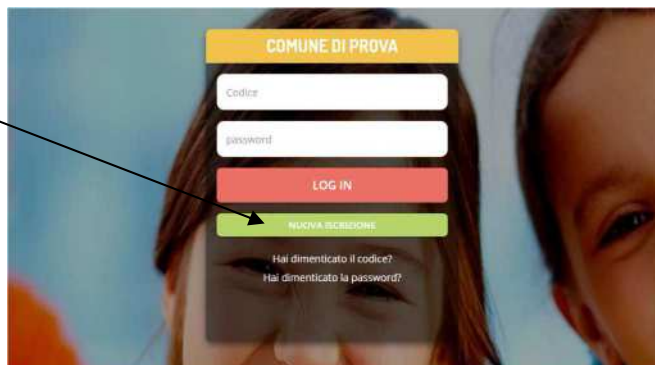 COMUNE DI PROVA
Codice
password
LOG IN
NUOVA ISCRIZIONE
Hai dimenticato il codice?
Hai dimenticato la password?